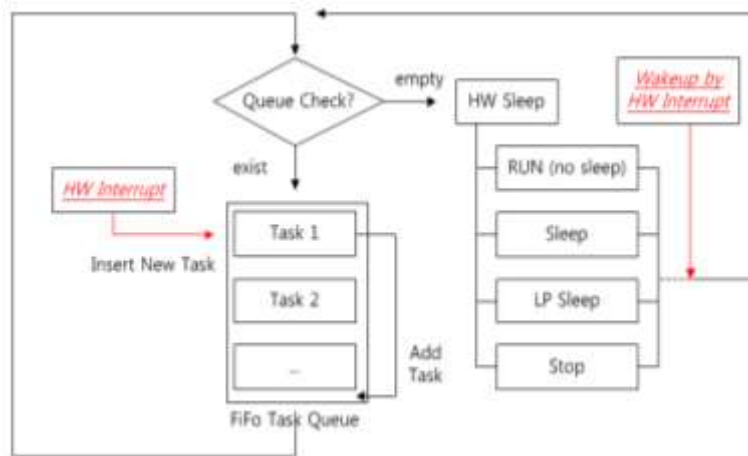 Queue Check?
empty
HW Sleep
Wakeup by
HW Interrupt
exist
RUN (no sleep)
HW Interrupt
Task 1
Sleep
Insert New Task
Task 2
LP Sleep
Add
Task
...
Stop
FiFo Task Queue